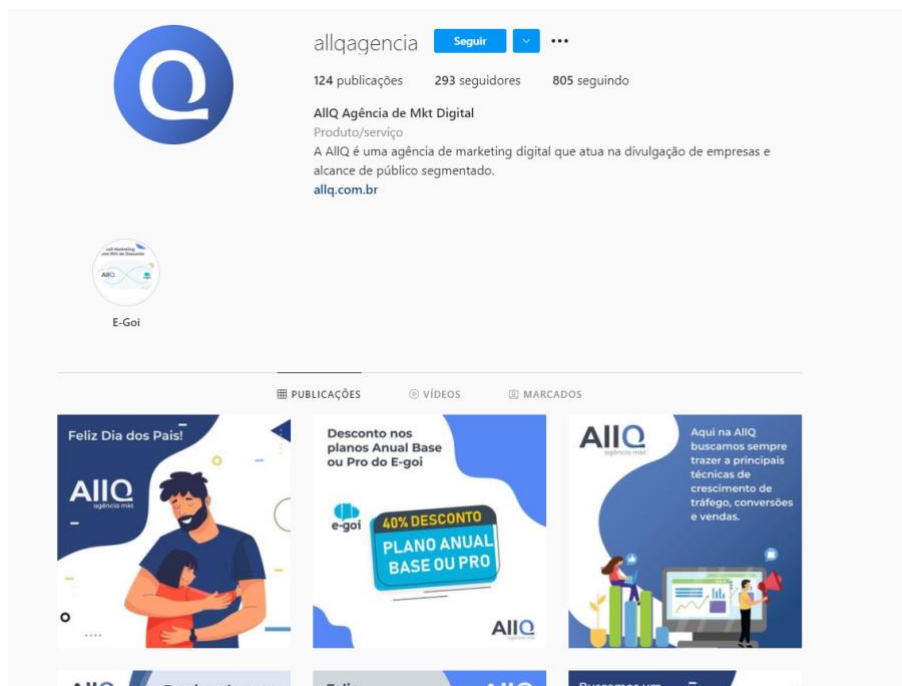 Q
allqagencia Seguir
124 publicações 293 seguidores 805 seguindo
AllQ Agência de Mkt Digital
Produto/serviço
A AllQ é uma agência de marketing digital que atua na divulgação de empresas e
alcance de público segmentado.
allq.com.br
AllQ
E-Goi
PUBLICAÇÕES VÍDEOS MARCADOS
Feliz Dia dos Pais!
AllQ
agência mkt
Desconto nos
planos Anual Base
ou Pro do E-goi
e-goi
40% DESCONTO
PLANO ANUAL
BASE OU PRO
AllQ
AllQ
agência mkt
Aqui na AllQ
buscamos sempre
trazer a principais
técnicas de
crescimento de
tráfego, conversões
e vendas.